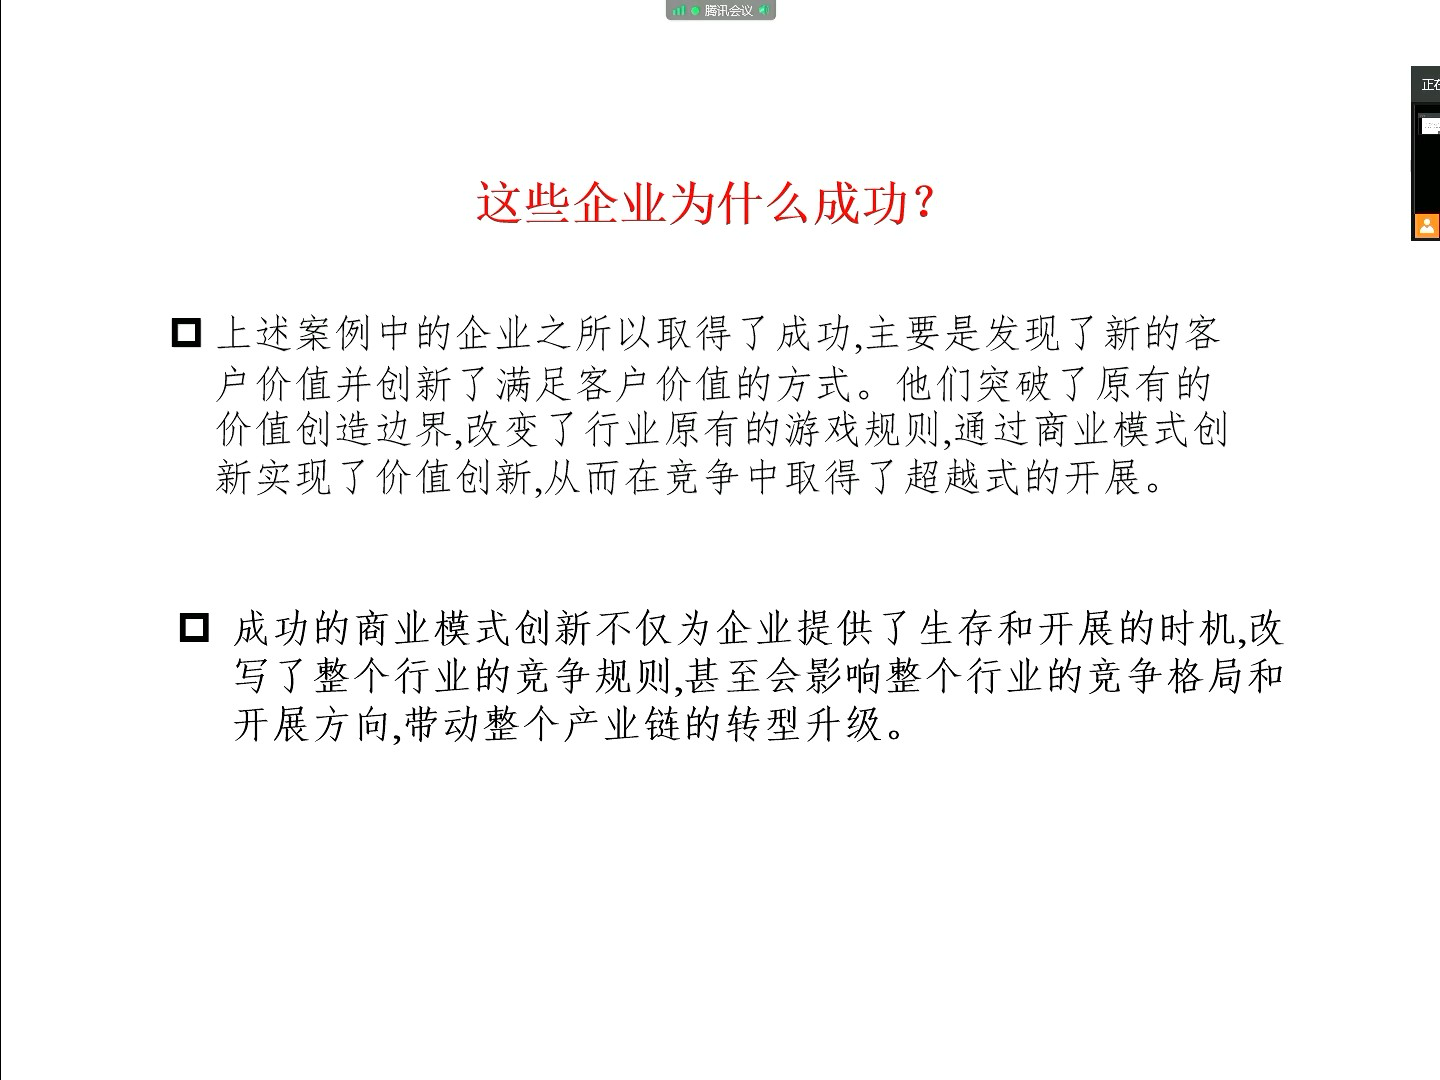 腾讯会议
正在
这些企业为什么成功？
上述案例中的企业之所以取得了成功,主要是发现了新的客
户价值并创新了满足客户价值的方式。他们突破了原有的
价值创造边界,改变了行业原有的游戏规则,通过商业模式创
新实现了价值创新,从而在竞争中取得了超越式的开展。
成功的商业模式创新不仅为企业提供了生存和开展的时机,改
写了整个行业的竞争规则,甚至会影响整个行业的竞争格局和
开展方向,带动整个产业链的转型升级。